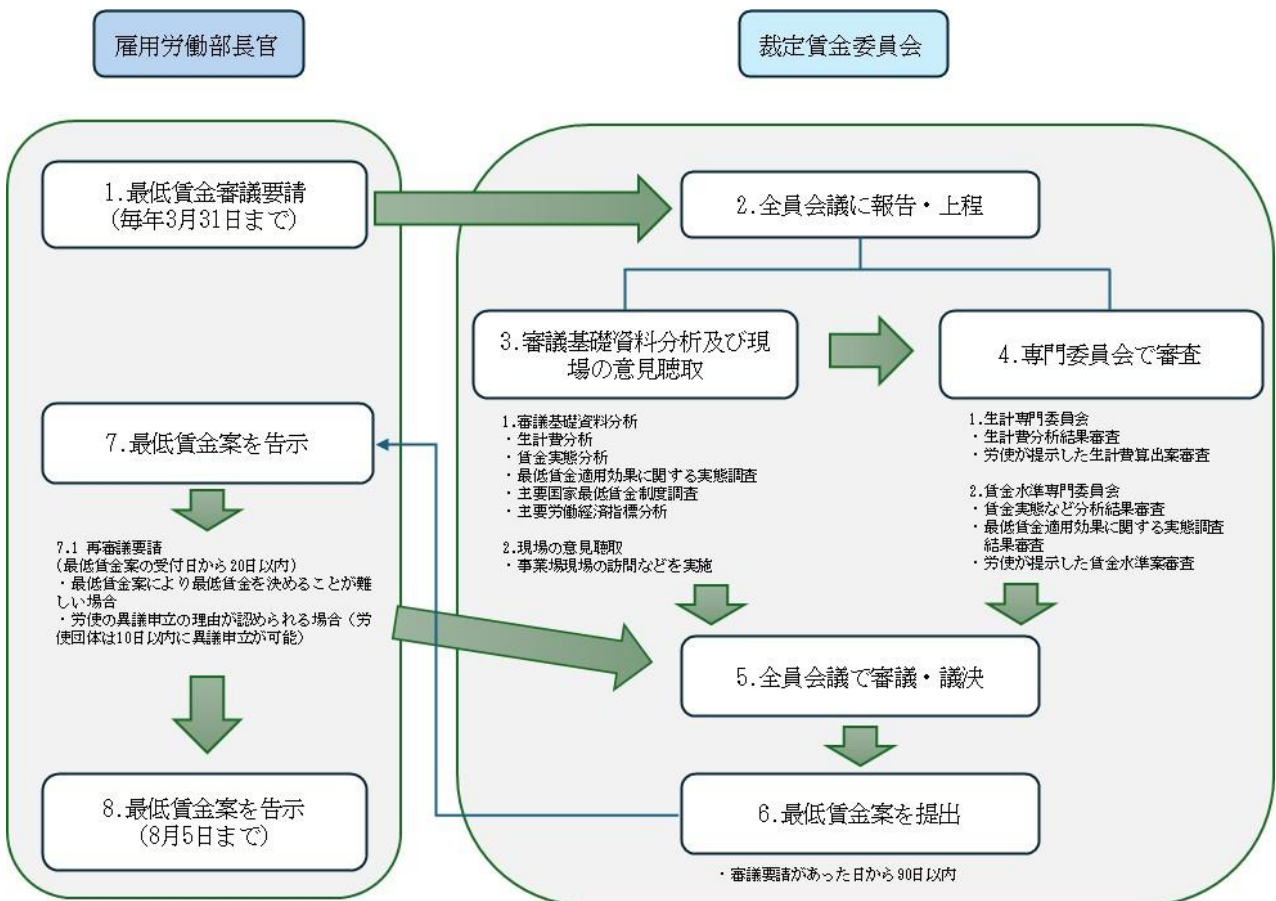 雇用労働部長官
裁定賃金委員会
1.最低賃金審議要請
(毎年3月31日まで)
2.全員会議に報告・上程
3.審議基礎資料分析及び現
場の意見聴取
4.専門委員会で審査
1.審議基礎資料分析
・生計費分析
・賃金実態分析
・最低賃金適用効果に関する実態調査
・主要国家最低賃金制度調査
・主要労働経済指標分析
2.現場の意見聴取
・事業場現場の訪問などを実施
1.生計専門委員会
・生計費分析結果審査
・労使が提示した生計費算出案審査
2.賃金水準専門委員会
・賃金実態など分析結果審査
・最低賃金適用効果に関する実態調査
結果審査
・労使が提示した賃金水準案審査
5.全員会議で審議・議決
6.最低賃金案を提出
・審議要請があった日から90日以内
7.最低賃金案を告示
7.1 再審議要請
(最低賃金案の受付日から20日以内)
・最低賃金案により最低賃金を決めることが難
しい場合
・労使の異議申立の理由が認められる場合（労
使団体は10日以内に異議申立が可能）
8.最低賃金案を告示
(8月5日まで)